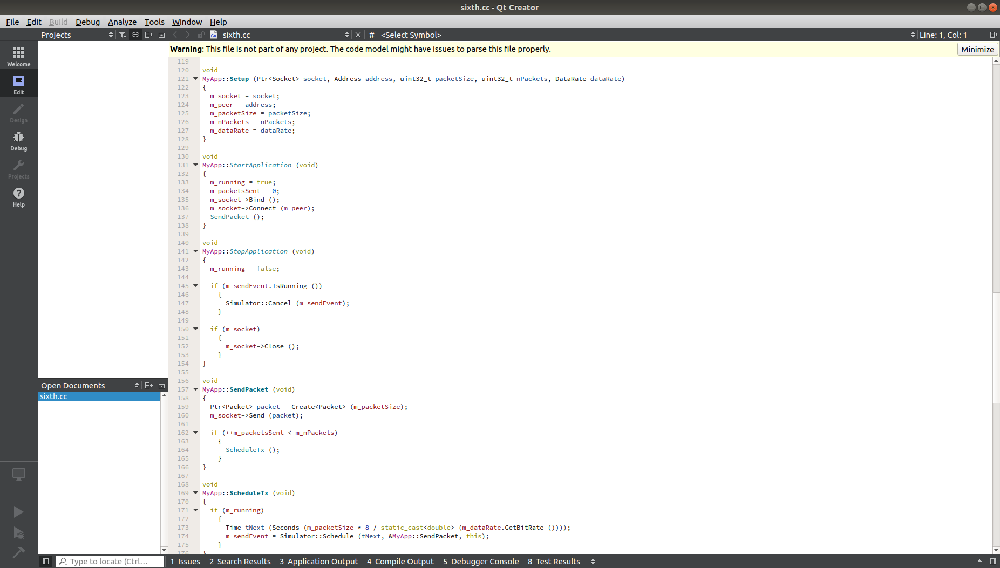 sixth.cc - Qt Creator
File Edit Build Debug Analyze Tools Window Help
Projects
sixth.cc
# <Select Symbol>
Line: 1, Col: 1
Warning: This file is not part of any project. The code model might have issues to parse this file properly.
Minimize
Welcome
Edit
Design
Debug
Projects
Help
119
120 void
121 MyApp::Setup (Ptr<Socket> socket, Address address, uint32_t packetSize, uint32_t nPackets, DataRate dataRate)
122 {
123   m_socket = socket;
124   m_peer = address;
125   m_packetSize = packetSize;
126   m_nPackets = nPackets;
127   m_dataRate = dataRate;
128 }
129
130 void
131 MyApp::StartApplication (void)
132 {
133   m_running = true;
134   m_packetsSent = 0;
135   m_socket->Bind ();
136   m_socket->Connect (m_peer);
137   SendPacket ();
138 }
139
140 void
141 MyApp::StopApplication (void)
142 {
143   m_running = false;
144
145   if (m_sendEvent.IsRunning ())
146     {
147       Simulator::Cancel (m_sendEvent);
148     }
149
150   if (m_socket)
151     {
152       m_socket->Close ();
153     }
154 }
155
156 void
157 MyApp::SendPacket (void)
158 {
159   Ptr<Packet> packet = Create<Packet> (m_packetSize);
160   m_socket->Send (packet);
161
162   if (++m_packetsSent < m_nPackets)
163     {
164       ScheduleTx ();
165     }
166 }
167
168 void
169 MyApp::ScheduleTx (void)
170 {
171   if (m_running)
172     {
173       Time tNext (Seconds (m_packetSize * 8 / static_cast<double> (m_dataRate.GetBitRate ())));
174       m_sendEvent = Simulator::Schedule (tNext, &MyApp::SendPacket, this);
175     }
176 }
Open Documents
sixth.cc
Type to locate (Ctrl...
1 Issues 2 Search Results 3 Application Output 4 Compile Output 5 Debugger Console 8 Test Results